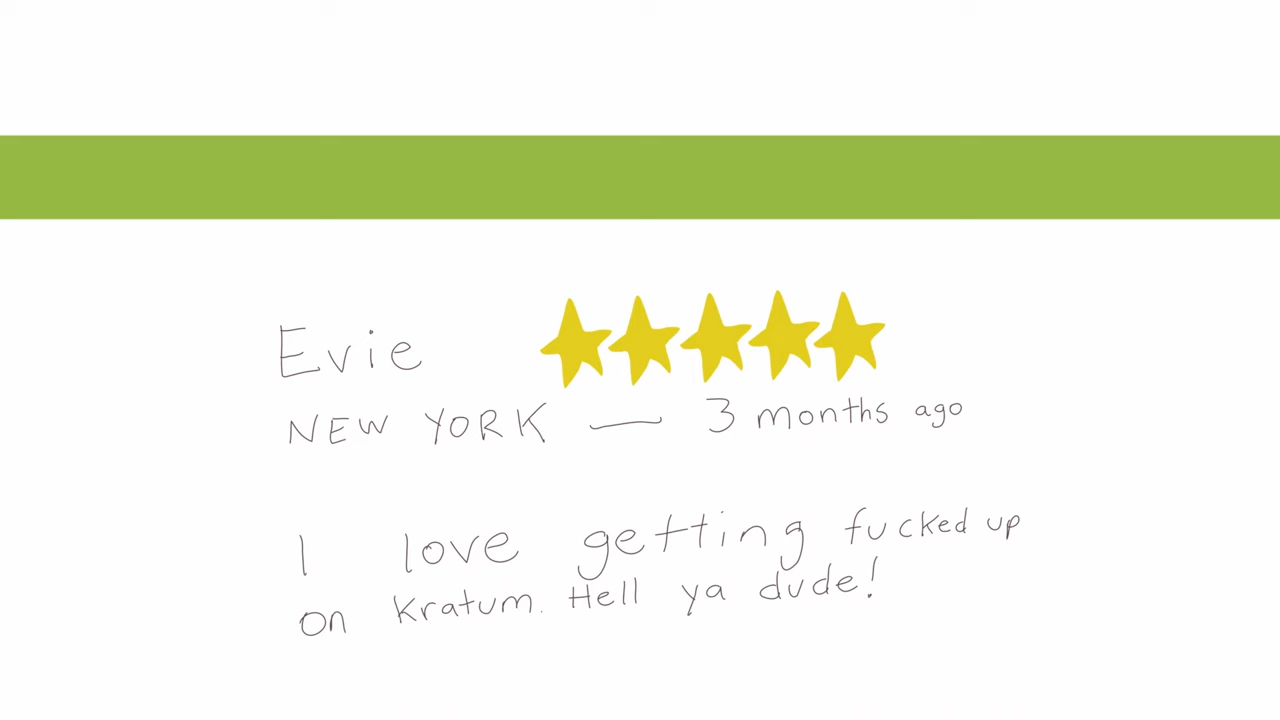 Evie
NEW YORK — 3 months ago
I love getting fucked up
on Kratum. Hell ya dude!